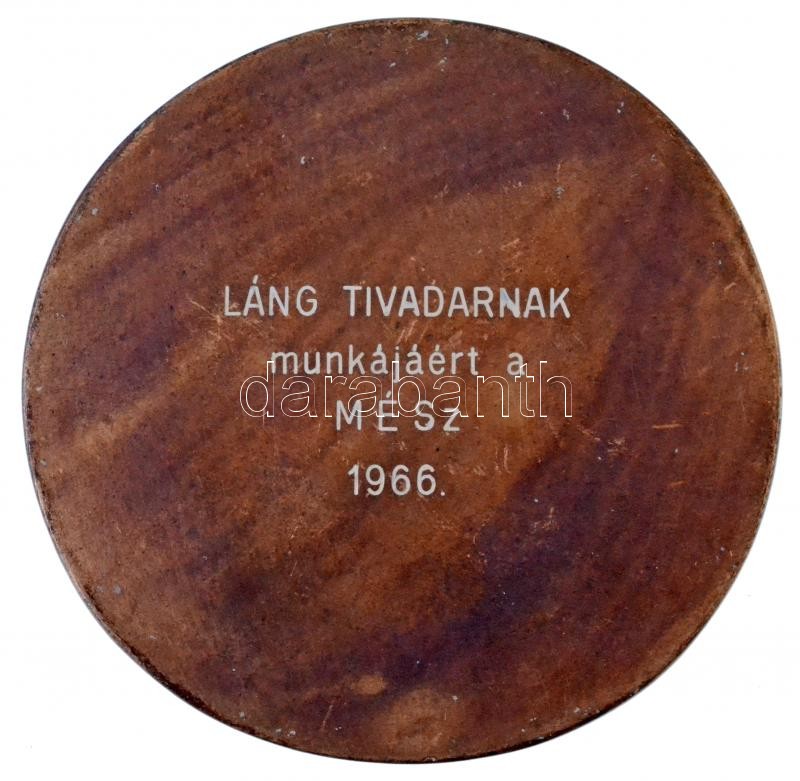 LÁNG TIVADARNAK
munkájáért a
darabanth
MÉSz
1966.